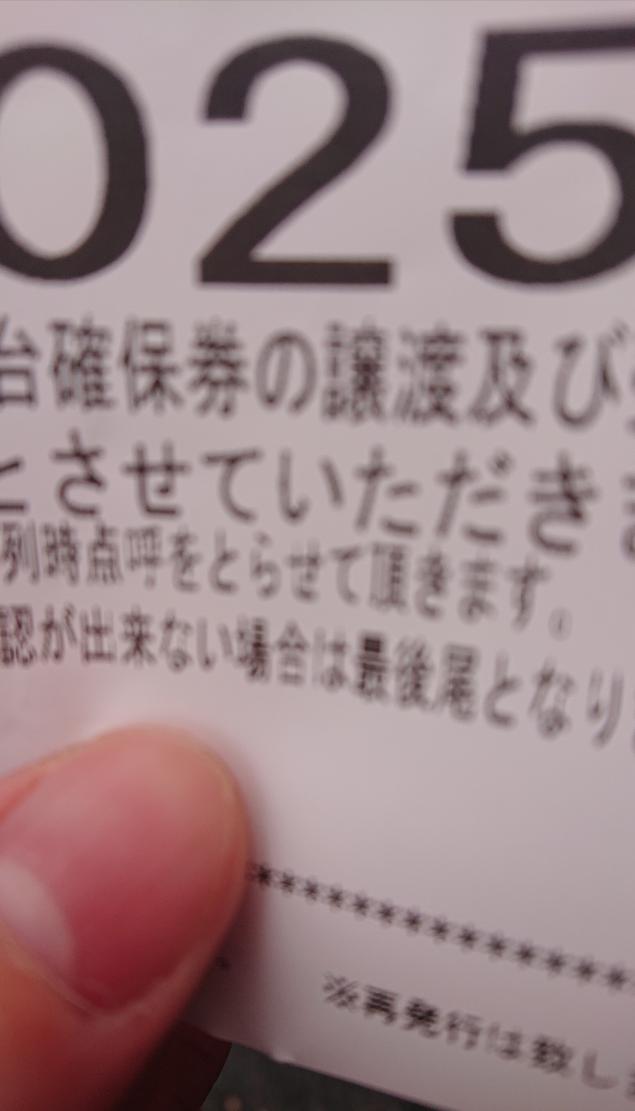 025
台確保券の譲渡及び
とさせていただきま
列時点呼をとらせて頂きます。
認が出来ない場合は最後尾となり
***************
※再発行は致しま